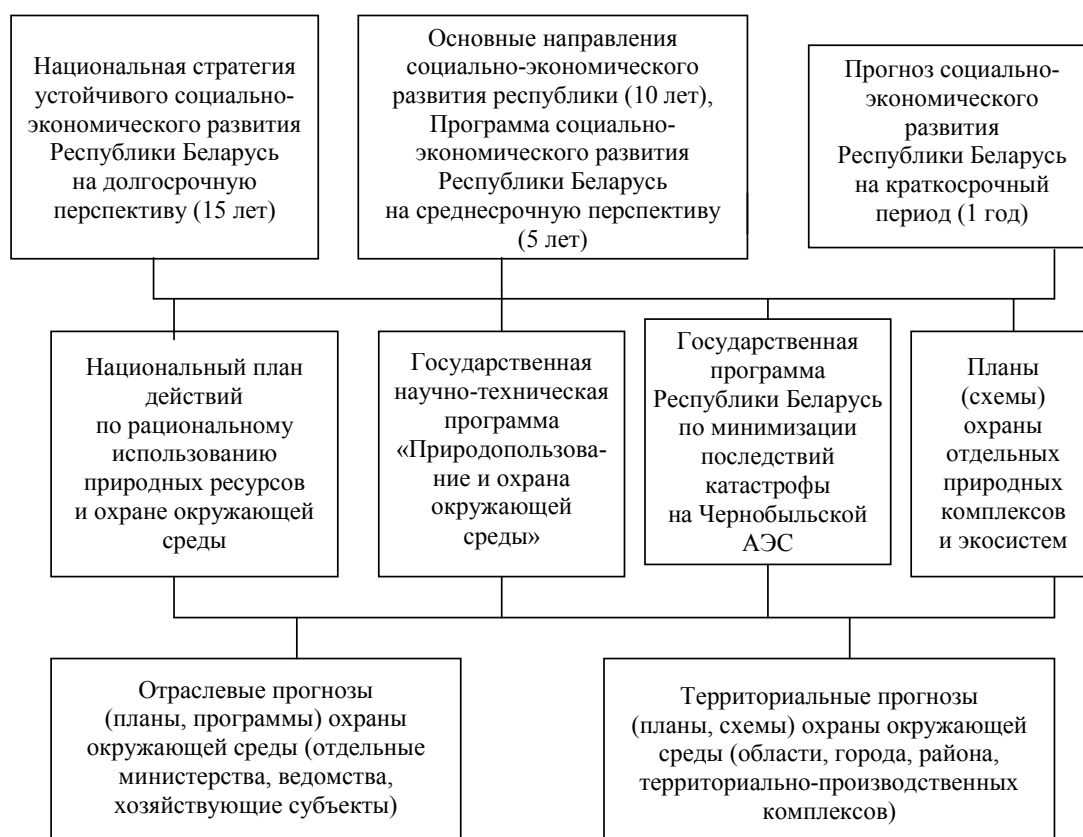 Национальная стратегия
устойчивого социально-
экономического развития
Республики Беларусь
на долгосрочную
перспективу (15 лет)
Основные направления
социально-экономического
развития республики (10 лет),
Программа социально-
экономического развития
Республики Беларусь
на среднесрочную перспективу
(5 лет)
Прогноз социально-
экономического
развития
Республики Беларусь
на краткосрочный
период (1 год)
Национальный план
действий
по рациональному
использованию
природных ресурсов
и охране окружающей
среды
Государственная
научно-техническая
программа
«Природопользова-
ние и охрана
окружающей
среды»
Государственная
программа
Республики Беларусь
по минимизации
последствий
катастрофы
на Чернобыльской
АЭС
Планы
(схемы)
охраны
отдельных
природных
комплексов
и экосистем
Отраслевые прогнозы
(планы, программы) охраны
окружающей среды (отдельные
министерства, ведомства,
хозяйствующие субъекты)
Территориальные прогнозы
(планы, схемы) охраны окружающей
среды (области, города, района,
территориально-производственных
комплексов)